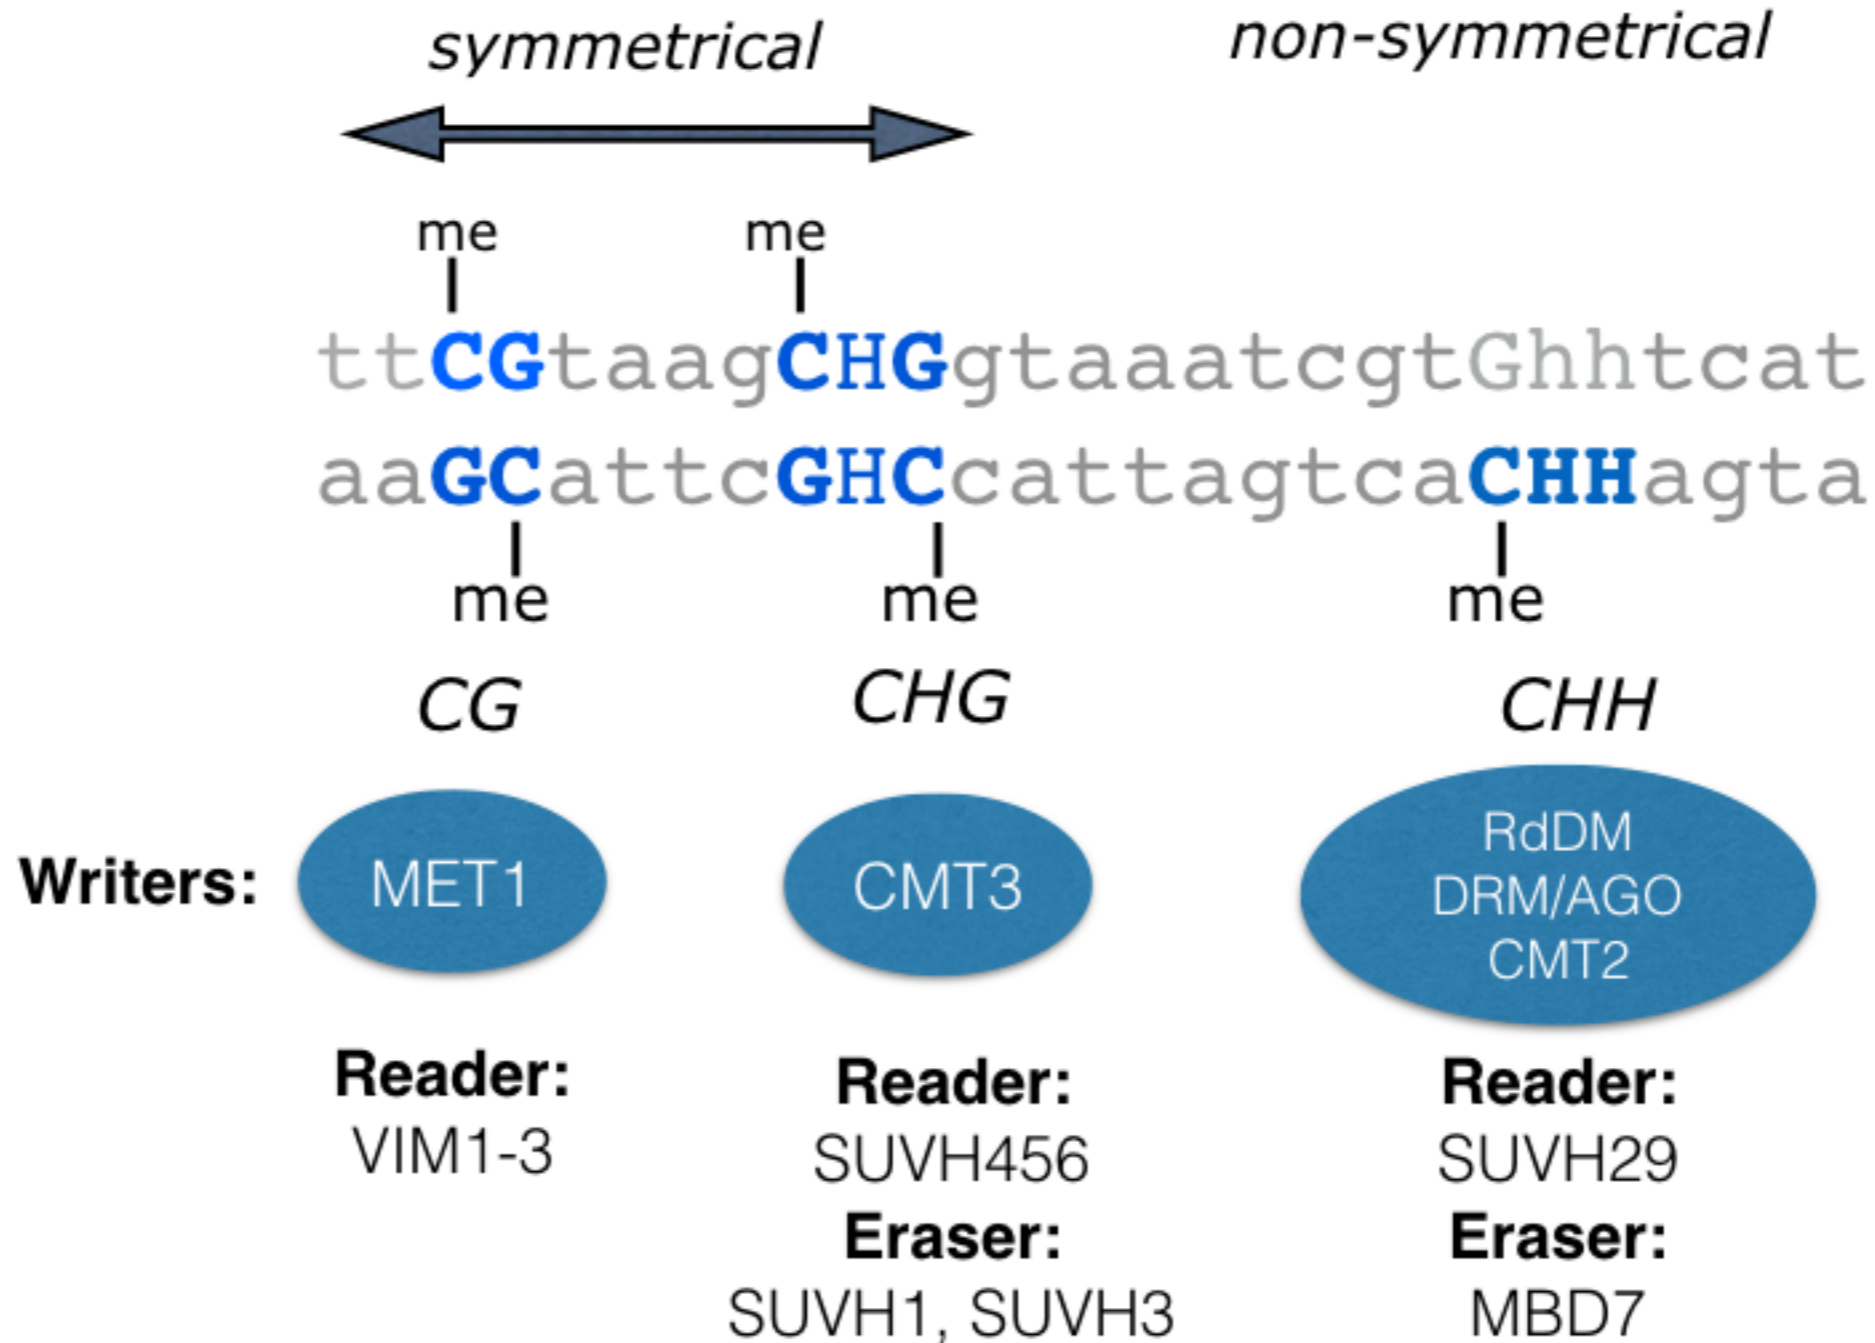 symmetrical non-symmetrical
me me
ttCGtaagCHGgtaaatcgtGhhtcat
aaGCattcGHCcattagtcaCHHagta
me me me
CG CHG CHH
Writers: MET1 CMT3 RdDM
DRM/AGO
CMT2
Reader: Reader: Reader:
VIM1-3 SUVH456 SUVH29
Eraser: Eraser:
SUVH1, SUVH3 MBD7